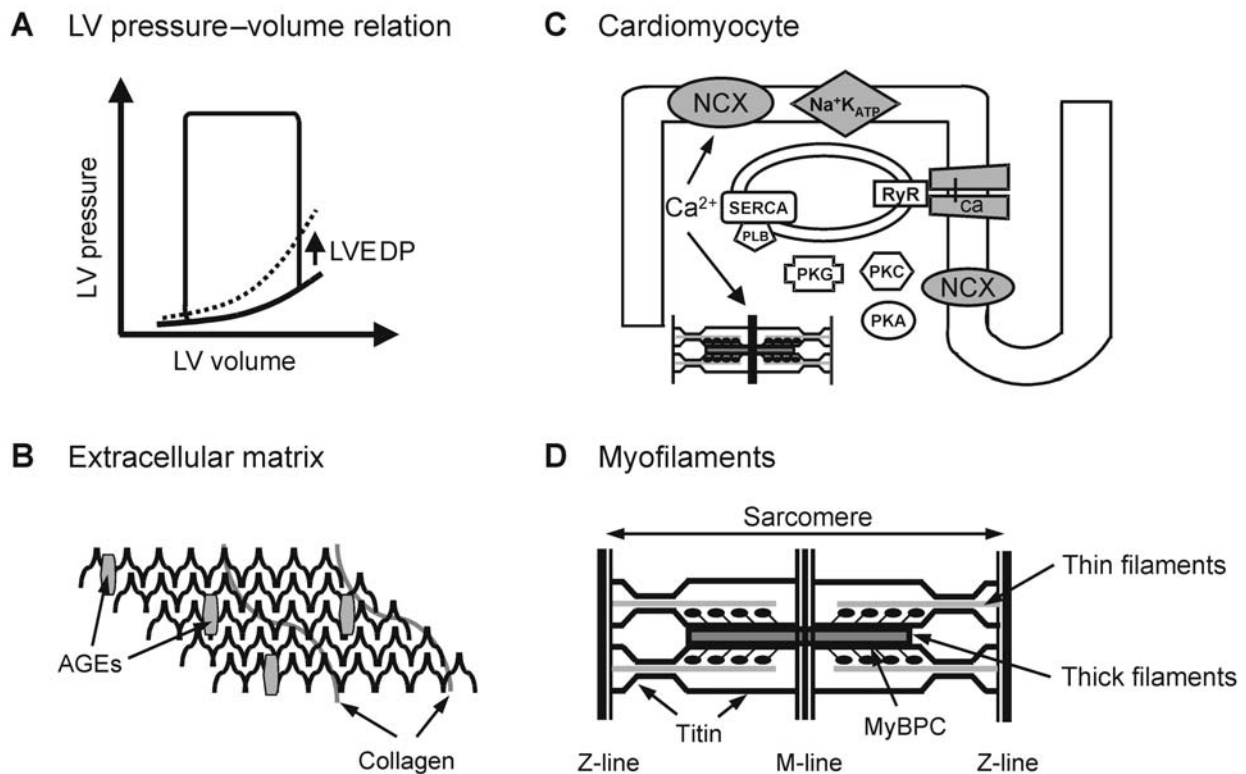 A LV pressure–volume relation
LV pressure
LVEDP
LV volume
B Extracellular matrix
AGEs
Collagen
C Cardiomyocyte
NCX
Na⁺K_ATP
Ca²⁺
SERCA
PLB
RyR
Ca
PKG
PKC
PKA
NCX
D Myofilaments
Sarcomere
Thin filaments
Thick filaments
Titin
MyBPC
Z-line
M-line
Z-line